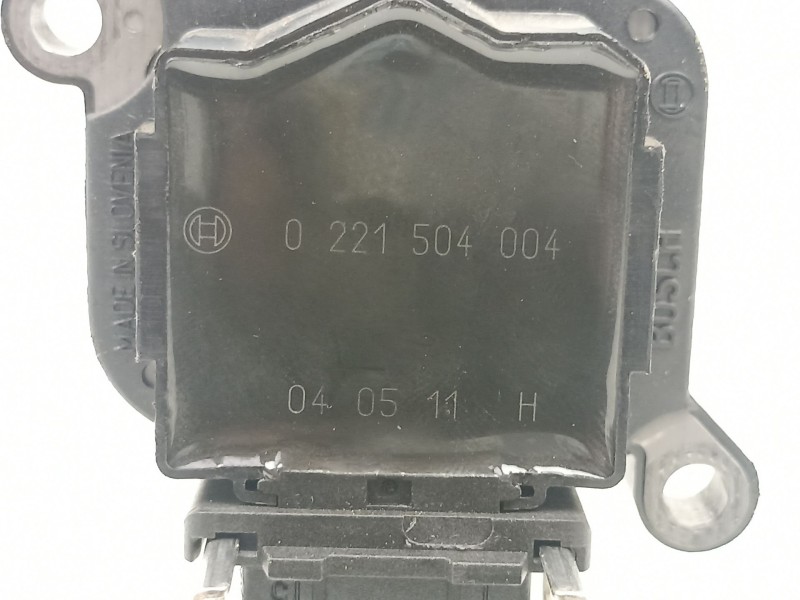 0 221 504 004
04 05 11 H
MADE IN SLOVENIA
BOSCH